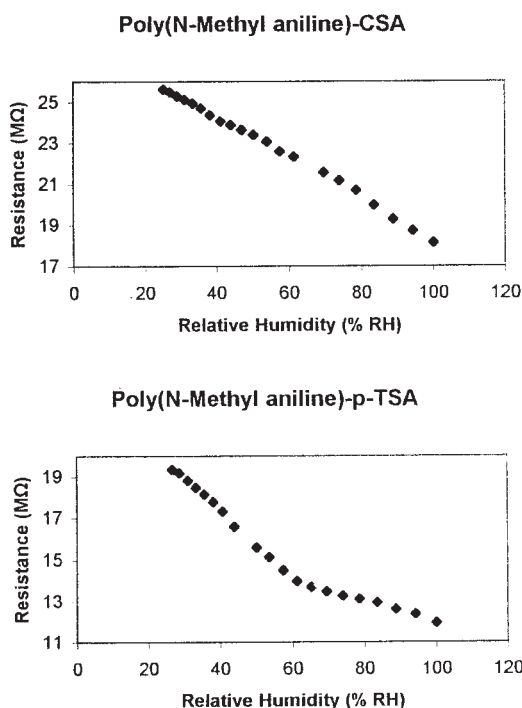 Poly(N-Methyl aniline)-CSA
Resistance (MΩ)
25
23
21
19
17
0 20 40 60 80 100 120
Relative Humidity (% RH)
Poly(N-Methyl aniline)-p-TSA
Resistance (MΩ)
19
17
15
13
11
0 20 40 60 80 100 120
Relative Humidity (% RH)